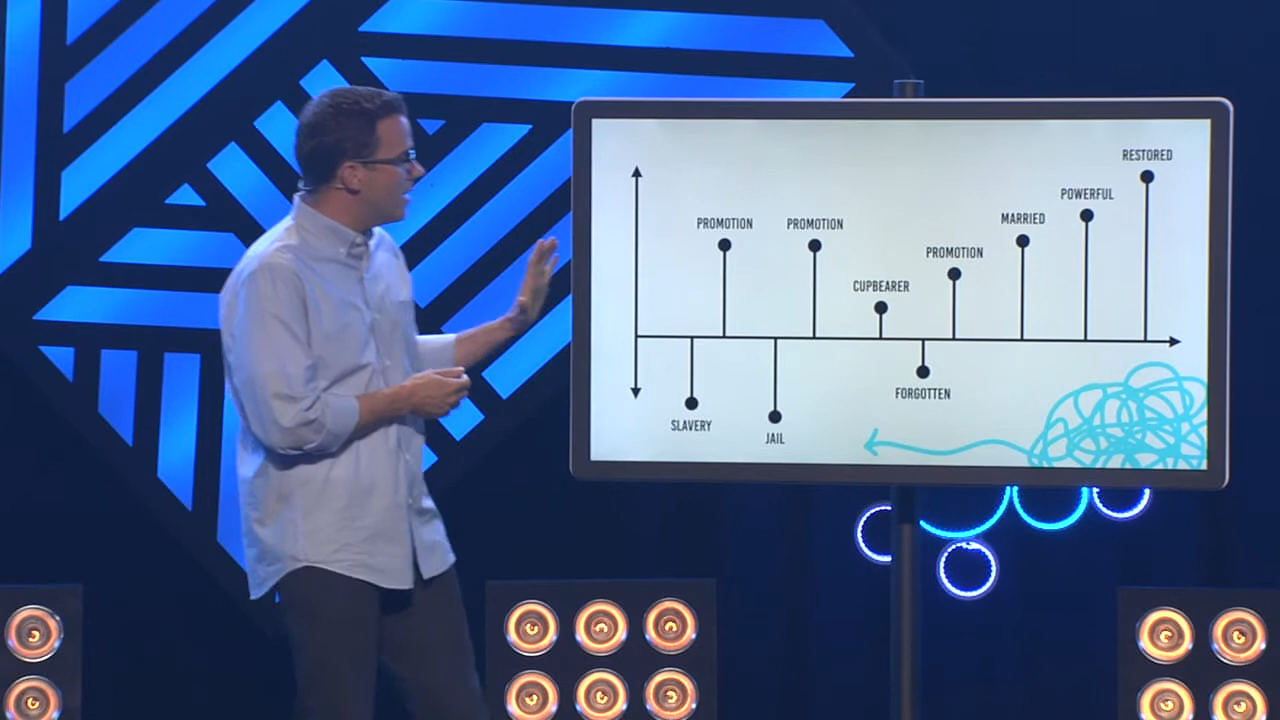 RESTORED
POWERFUL
PROMOTION
PROMOTION
MARRIED
PROMOTION
CUPBEARER
FORGOTTEN
SLAVERY
JAIL